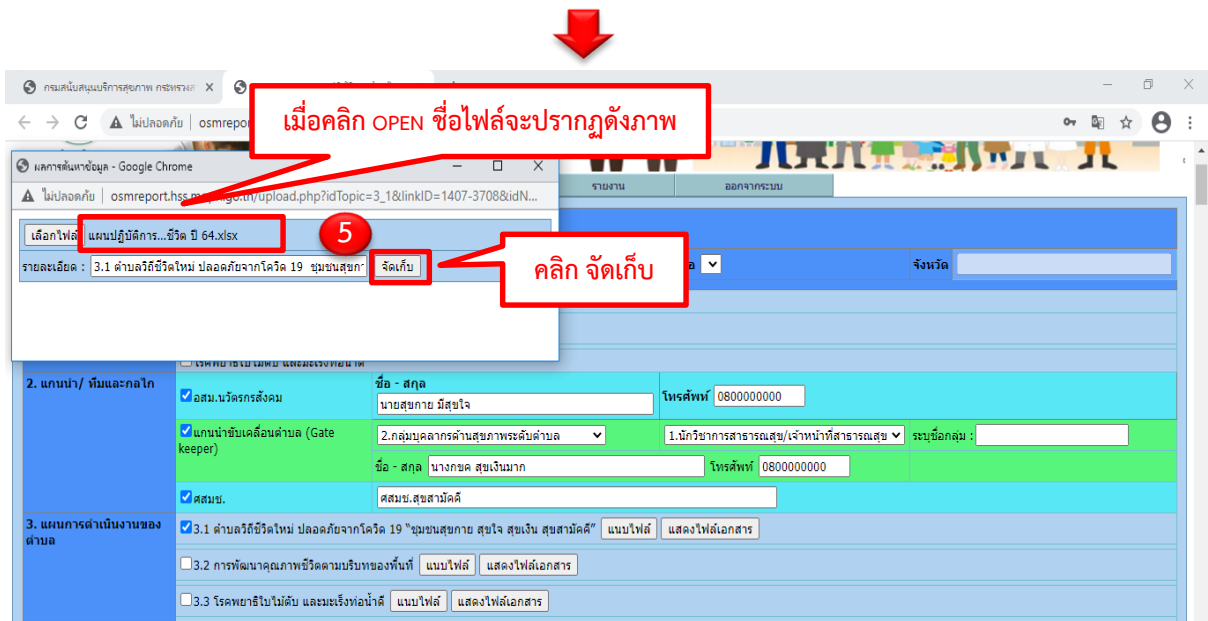 กรมสนับสนุนบริการสุขภาพ กระทรวงส
เมื่อคลิก OPEN ชื่อไฟล์จะปรากฏดังภาพ
ไม่ปลอดภัย | osmrepor
ผลการค้นหาข้อมูล - Google Chrome
รายงาน ออกจากระบบ
ไม่ปลอดภัย | osmreport.hss.mo .go.th/upload.php?idTopic=3_1&linkID=1407-3708&idN...
เลือกไฟล์ แผนปฏิบัติการ...ชีวิต ปี 64.xlsx
5
รายละเอียด : 3.1 ตำบลวิถีชีวิตใหม่ ปลอดภัยจากโควิด 19 ชุมชนสุขก จัดเก็บ
คลิก จัดเก็บ
จังหวัด
โรคพยาธิใบไม้ตับ และมะเร็งท่อน้ำดี
2. แกนนำ/ ทีมและกลไก
อสม.นวัตกรสังคม
ชื่อ - สกุล
นายสุขกาย มีสุขใจ
โทรศัพท์ 0800000000
แกนนำขับเคลื่อนตำบล (Gate keeper)
2.กลุ่มบุคลากรด้านสุขภาพระดับตำบล
1.นักวิชาการสาธารณสุข/เจ้าหน้าที่สาธารณสุข
ระบุชื่อกลุ่ม :
ชื่อ - สกุล นางกขค สุขเงินมาก โทรศัพท์ 0800000000
ศสมช.
ศสมช.สุขสามัคคี
3. แผนการดำเนินงานของ
ตำบล
3.1 ตำบลวิถีชีวิตใหม่ ปลอดภัยจากโควิด 19 "ชุมชนสุขกาย สุขใจ สุขเงิน สุขสามัคคี" แนบไฟล์ แสดงไฟล์เอกสาร
3.2 การพัฒนาคุณภาพชีวิตตามบริบทของพื้นที่ แนบไฟล์ แสดงไฟล์เอกสาร
3.3 โรคพยาธิใบไม้ตับ และมะเร็งท่อน้ำดี แนบไฟล์ แสดงไฟล์เอกสาร